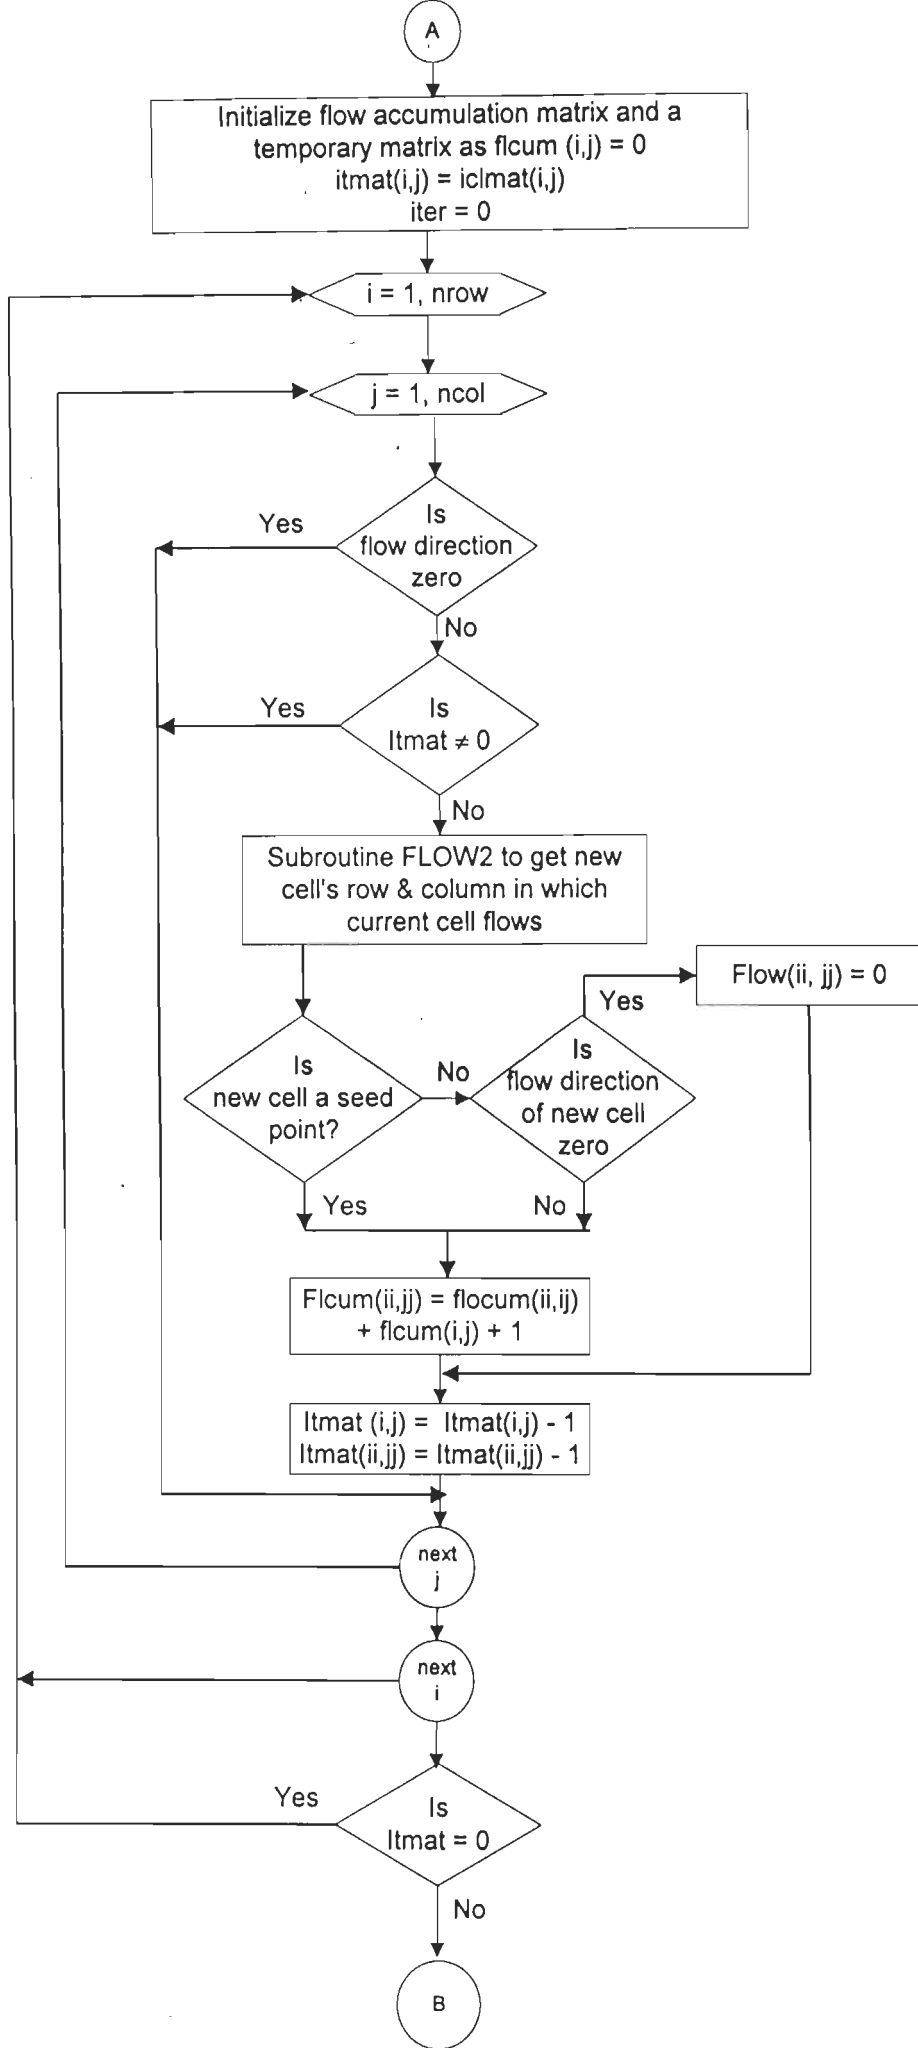 A
Initialize flow accumulation matrix and a
temporary matrix as flcum (i,j) = 0
itmat(i,j) = iclmat(i,j)
iter = 0
i = 1, nrow
j = 1, ncol
Is
flow direction
zero
Yes
No
Is
Itmat ≠ 0
Yes
No
Subroutine FLOW2 to get new
cell's row & column in which
current cell flows
Flow(ii, jj) = 0
Yes
Is
new cell a seed
point?
No
Is
flow direction
of new cell
zero
Yes
No
Flcum(ii,jj) = flocum(ii,ij)
+ flcum(i,j) + 1
Itmat (i,j) = Itmat(i,j) - 1
Itmat(ii,jj) = Itmat(ii,jj) - 1
next
j
next
i
Yes
Is
Itmat = 0
No
B